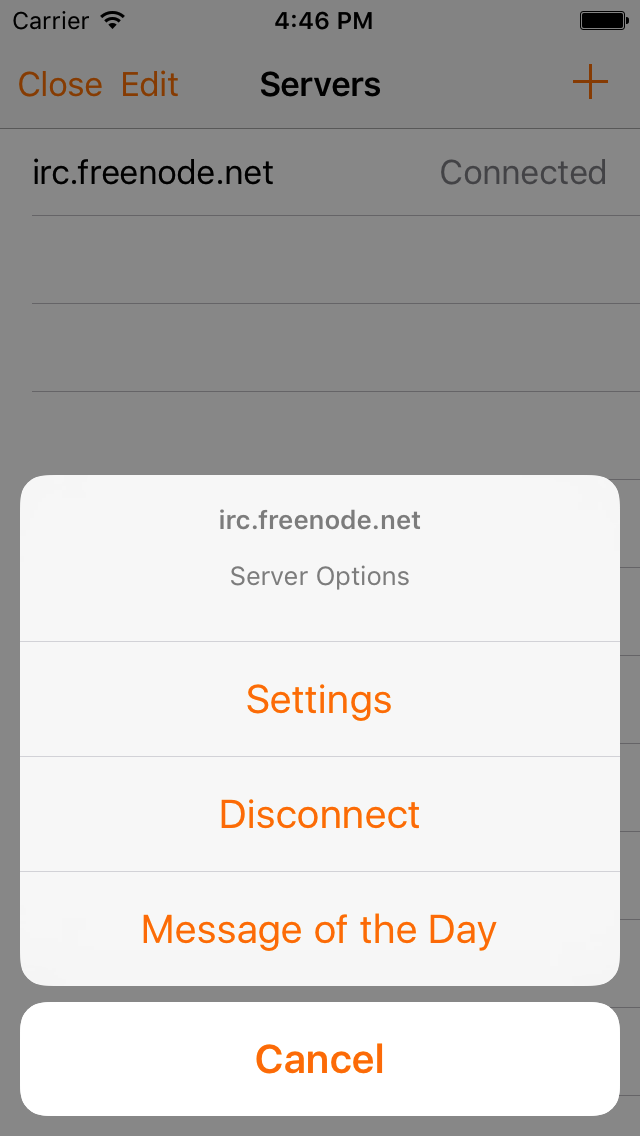 Carrier 4:46 PM
Close Edit Servers
irc.freenode.net Connected
irc.freenode.net
Server Options
Settings
Disconnect
Message of the Day
Cancel